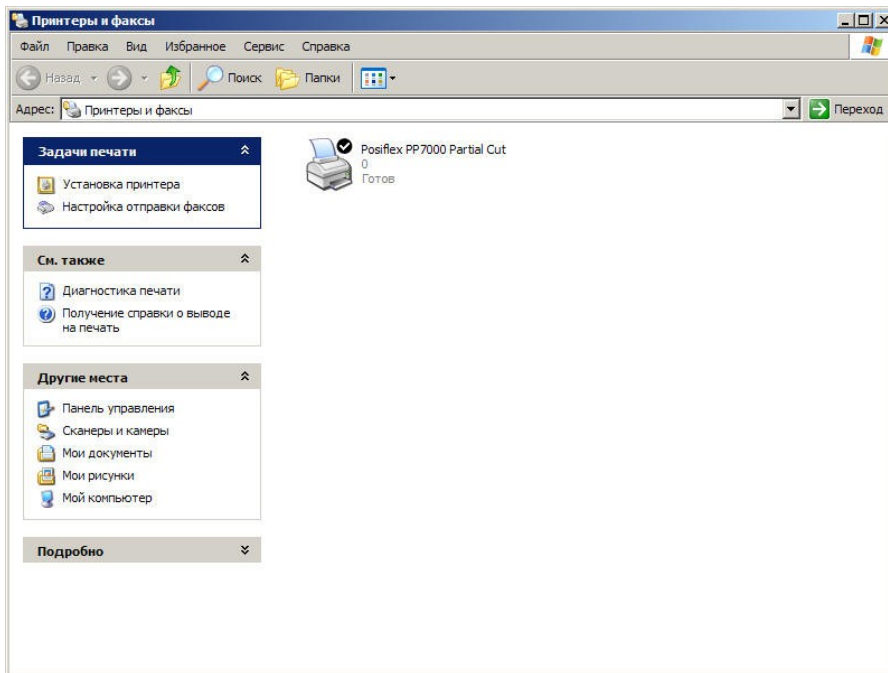 Принтеры и факсы
Файл Правка Вид Избранное Сервис Справка
Назад Поиск Папки
Адрес: Принтеры и факсы Переход
Задачи печати
Установка принтера
Настройка отправки факсов
См. также
Диагностика печати
Получение справки о выводе
на печать
Другие места
Панель управления
Сканеры и камеры
Мои документы
Мои рисунки
Мой компьютер
Подробно
Posiflex PP7000 Partial Cut
0
Готов